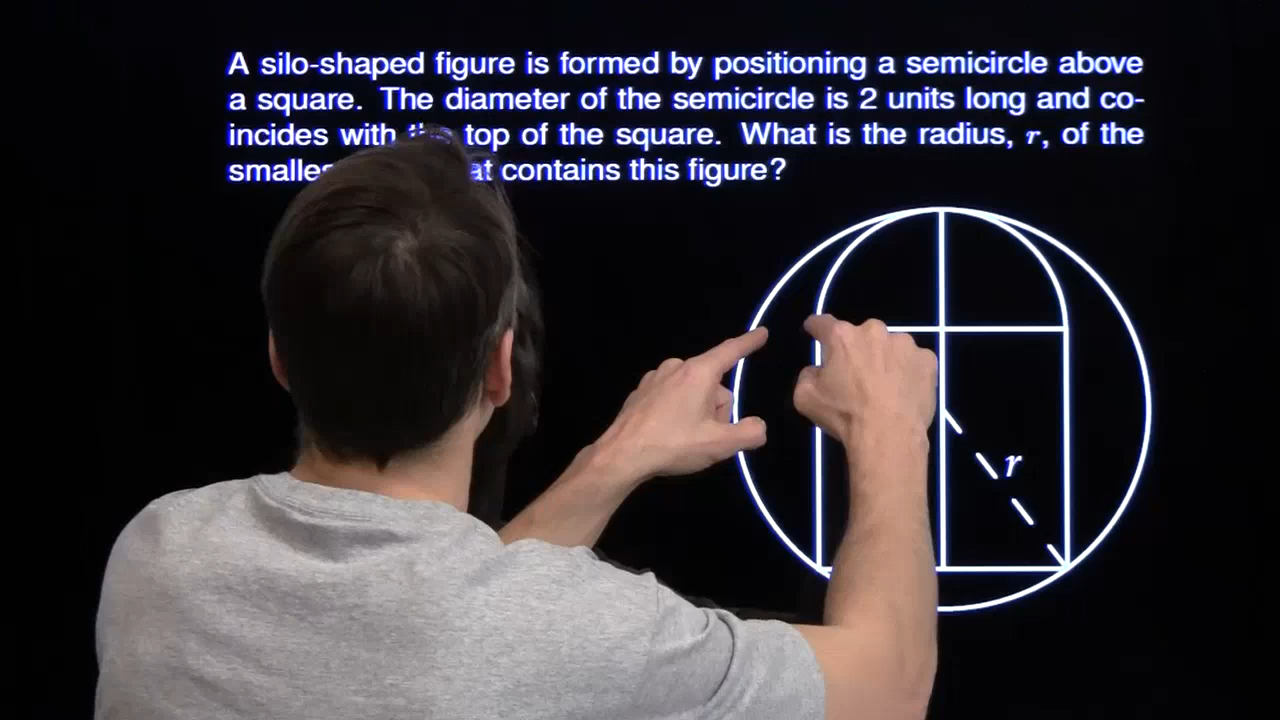 A silo-shaped figure is formed by positioning a semicircle above
a square. The diameter of the semicircle is 2 units long and co-
incides with top of the square. What is the radius, r, of the
contains this figure?
r